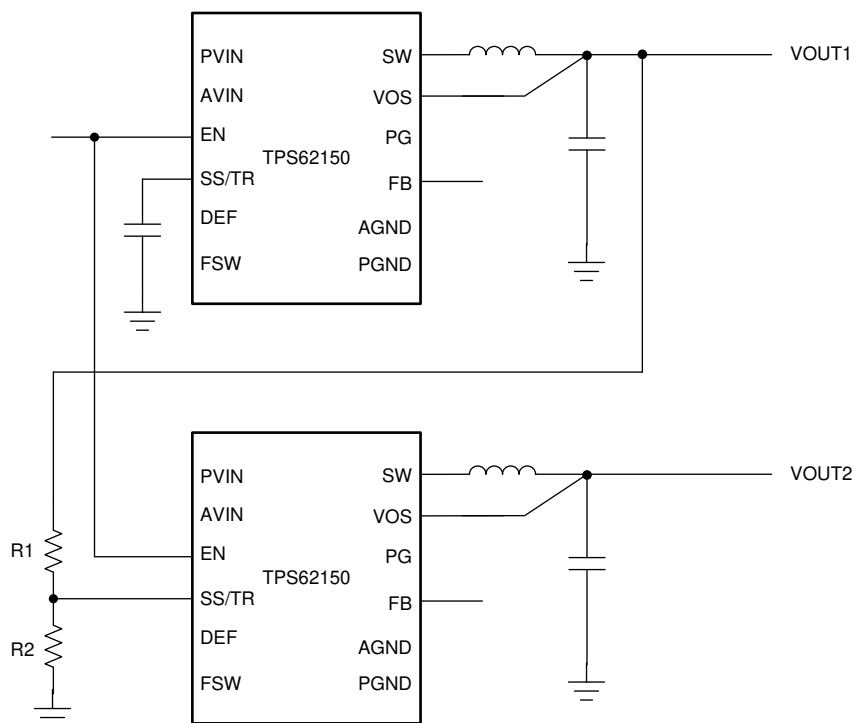 PVIN
SW
VOUT1
AVIN
VOS
EN
PG
TPS62150
SS/TR
FB
DEF
AGND
FSW
PGND
PVIN
SW
VOUT2
AVIN
VOS
R1
EN
PG
TPS62150
SS/TR
FB
DEF
AGND
R2
FSW
PGND